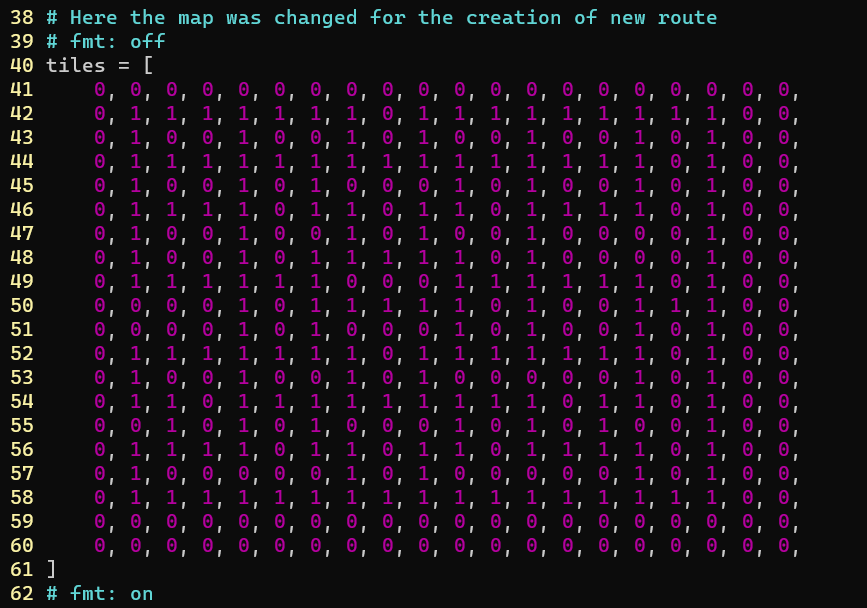 38 # Here the map was changed for the creation of new route
39 # fmt: off
40 tiles = [
41     0, 0, 0, 0, 0, 0, 0, 0, 0, 0, 0, 0, 0, 0, 0, 0, 0, 0, 0, 0,
42     0, 1, 1, 1, 1, 1, 1, 1, 0, 1, 1, 1, 1, 1, 1, 1, 1, 1, 0, 0,
43     0, 1, 0, 0, 1, 0, 0, 1, 0, 1, 0, 0, 1, 0, 0, 1, 0, 1, 0, 0,
44     0, 1, 1, 1, 1, 1, 1, 1, 1, 1, 1, 1, 1, 1, 1, 1, 0, 1, 0, 0,
45     0, 1, 0, 0, 1, 0, 1, 0, 0, 0, 1, 0, 1, 0, 0, 1, 0, 1, 0, 0,
46     0, 1, 1, 1, 1, 0, 1, 1, 0, 1, 1, 0, 1, 1, 1, 1, 0, 1, 0, 0,
47     0, 1, 0, 0, 1, 0, 0, 1, 0, 1, 0, 0, 1, 0, 0, 0, 0, 1, 0, 0,
48     0, 1, 0, 0, 1, 0, 1, 1, 1, 1, 1, 0, 1, 0, 0, 0, 0, 1, 0, 0,
49     0, 1, 1, 1, 1, 1, 1, 0, 0, 0, 1, 1, 1, 1, 1, 1, 0, 1, 0, 0,
50     0, 0, 0, 0, 1, 0, 1, 1, 1, 1, 1, 0, 1, 0, 0, 1, 1, 1, 0, 0,
51     0, 0, 0, 0, 1, 0, 1, 0, 0, 0, 1, 0, 1, 0, 0, 1, 0, 1, 0, 0,
52     0, 1, 1, 1, 1, 1, 1, 1, 0, 1, 1, 1, 1, 1, 1, 1, 0, 1, 0, 0,
53     0, 1, 0, 0, 1, 0, 0, 1, 0, 1, 0, 0, 0, 0, 0, 1, 0, 1, 0, 0,
54     0, 1, 1, 0, 1, 1, 1, 1, 1, 1, 1, 1, 1, 0, 1, 1, 0, 1, 0, 0,
55     0, 0, 1, 0, 1, 0, 1, 0, 0, 0, 1, 0, 1, 0, 1, 0, 0, 1, 0, 0,
56     0, 1, 1, 1, 1, 0, 1, 1, 0, 1, 1, 0, 1, 1, 1, 1, 0, 1, 0, 0,
57     0, 1, 0, 0, 0, 0, 0, 1, 0, 1, 0, 0, 0, 0, 0, 1, 0, 1, 0, 0,
58     0, 1, 1, 1, 1, 1, 1, 1, 1, 1, 1, 1, 1, 1, 1, 1, 1, 1, 0, 0,
59     0, 0, 0, 0, 0, 0, 0, 0, 0, 0, 0, 0, 0, 0, 0, 0, 0, 0, 0, 0,
60     0, 0, 0, 0, 0, 0, 0, 0, 0, 0, 0, 0, 0, 0, 0, 0, 0, 0, 0, 0,
61 ]
62 # fmt: on